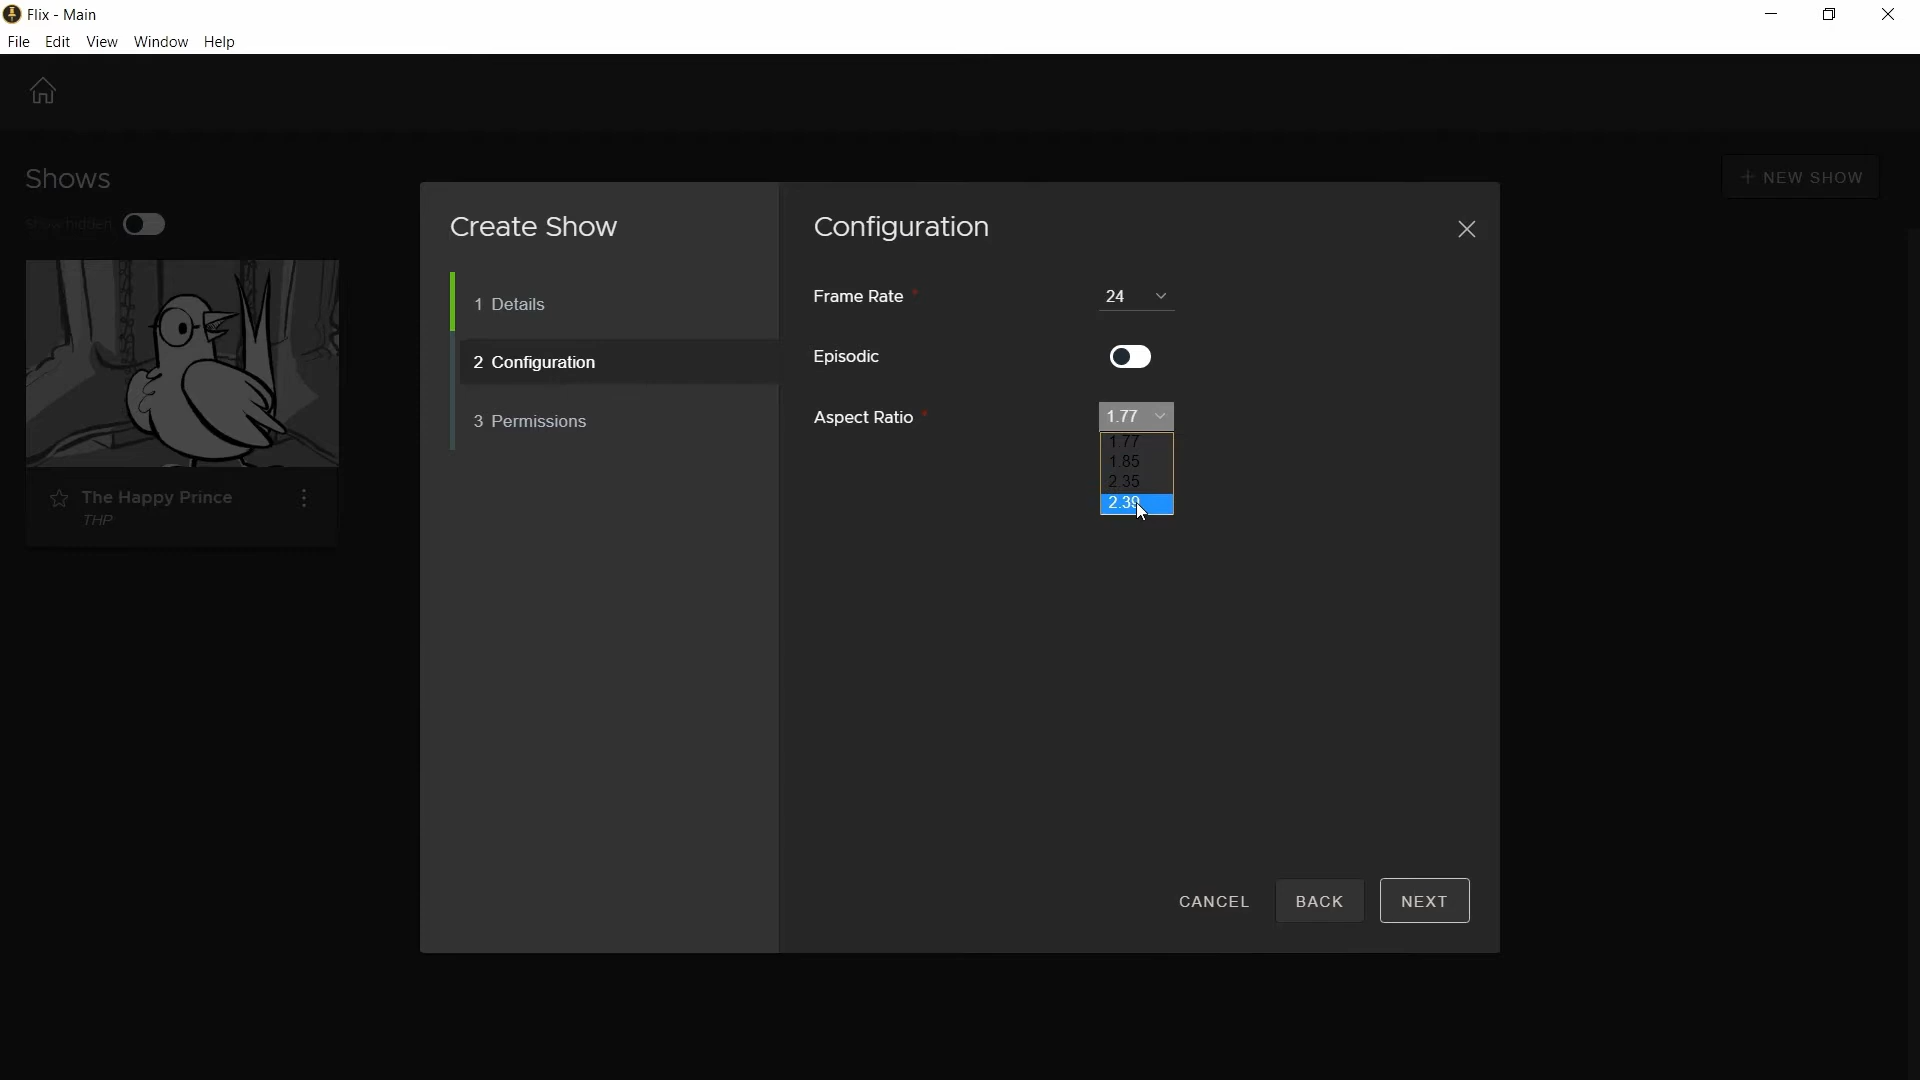 Flix - Main
File Edit View Window Help
Shows
+ NEW SHOW
Show hidden
The Happy Prince
THP
Create Show
1 Details
2 Configuration
3 Permissions
Configuration
Frame Rate * 24
Episodic
Aspect Ratio * 1.77
1.77
1.85
2.35
2.39
CANCEL BACK NEXT